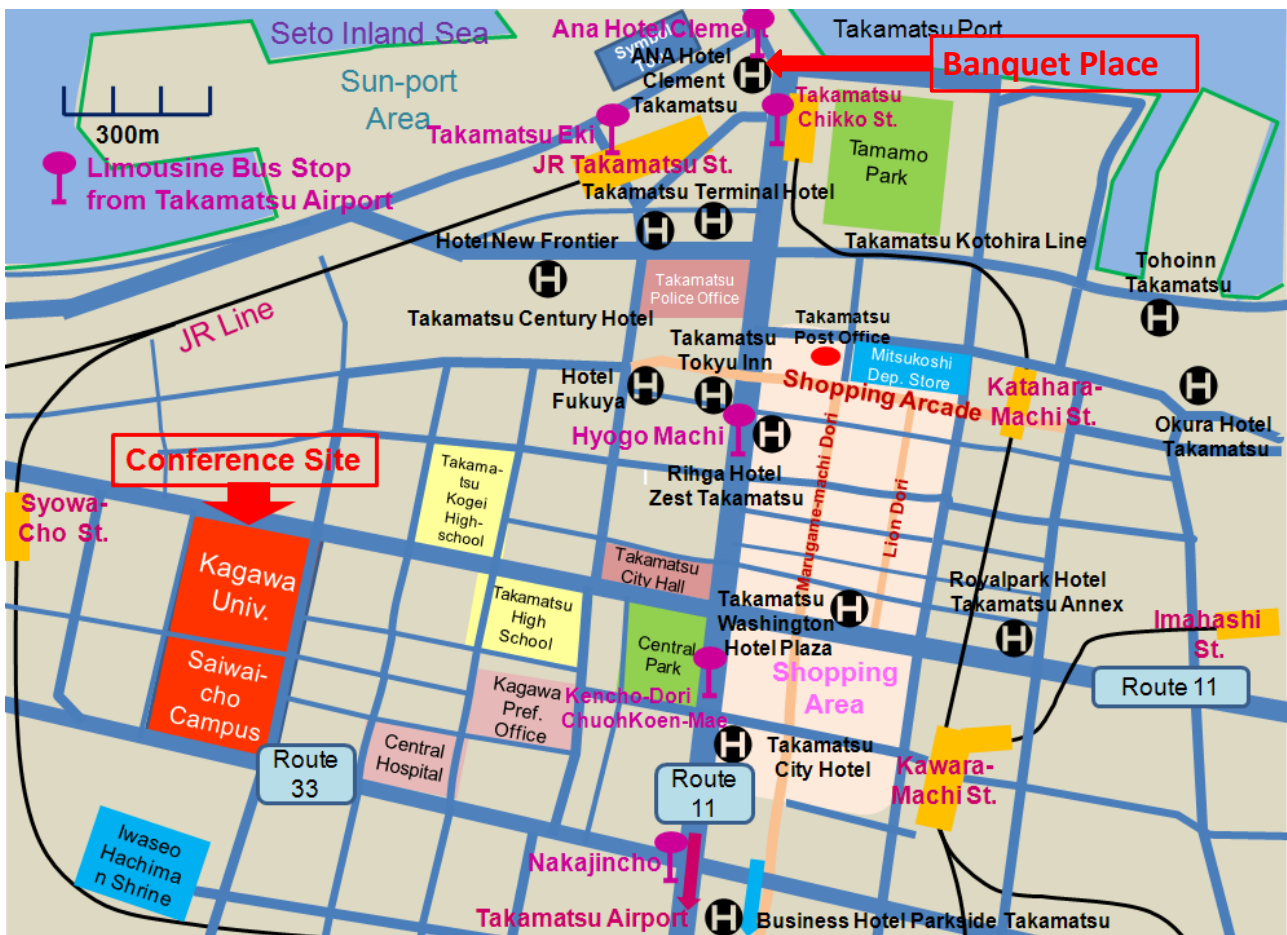 Seto Inland Sea
Ana Hotel Clement
Takamatsu Port
Symbol
ANA Hotel
Clement
Takamatsu
Banquet Place
Sun-port
Area
300m
Takamatsu
Chikko St.
Takamatsu Eki
JR Takamatsu St.
Tamamo
Park
Limousine Bus Stop
from Takamatsu Airport
Takamatsu Terminal Hotel
Hotel New Frontier
Takamatsu Kotohira Line
Tohoinn
Takamatsu
Takamatsu
Police Office
Takamatsu Century Hotel
JR Line
Takamatsu
Post Office
Takamatsu
Tokyu Inn
Mitsukoshi
Dep. Store
Hotel
Fukuya
Shopping Arcade
Katahara-
Machi St.
Okura Hotel
Takamatsu
Hyogo Machi
Rihga Hotel
Zest Takamatsu
Marugame-machi Dori
Lion Dori
Conference Site
Takama-
tsu
Kogei
High-
school
Syowa-
Cho St.
Kagawa
Univ.
Takamatsu
City Hall
Takamatsu
High
School
Central
Park
Takamatsu
Washington
Hotel Plaza
Royalpark Hotel
Takamatsu Annex
Imahashi
St.
Saiwai-
cho
Campus
Kagawa
Pref.
Office
Kencho-Dori
ChuohKoen-Mae
Shopping
Area
Route 11
Central
Hospital
Route
33
Takamatsu
City Hotel
Kawara-
Machi St.
Route
11
Iwaseo
Hachima
n Shrine
Nakajincho
Takamatsu Airport
Business Hotel Parkside Takamatsu
H
H
H
H
H
H
H
H
H
H
H
H
H